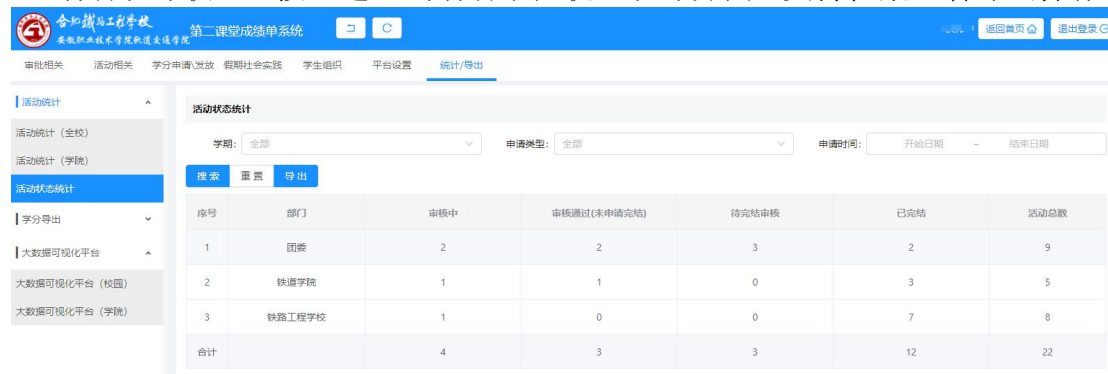 合肥铁路工程学校
安徽职业技术学院轨道交通学院
第二课堂成绩单系统
返回首页
退出登录
审批相关 活动相关 学分申请\发放 假期社会实践 学生组织 平台设置 统计/导出
活动统计
活动统计（全校）
活动统计（学院）
活动状态统计
学分导出
大数据可视化平台
大数据可视化平台（校园）
大数据可视化平台（学院）
活动状态统计
学期: 全部 申请类型: 全部 申请时间: 开始日期 ~ 结束日期
搜索 重置 导出
序号 部门 审核中 审核通过(未申请完结) 待完结审核 已完结 活动总数
1 团委 2 2 3 2 9
2 铁道学院 1 1 0 3 5
3 铁路工程学校 1 0 0 7 8
合计 4 3 3 12 22